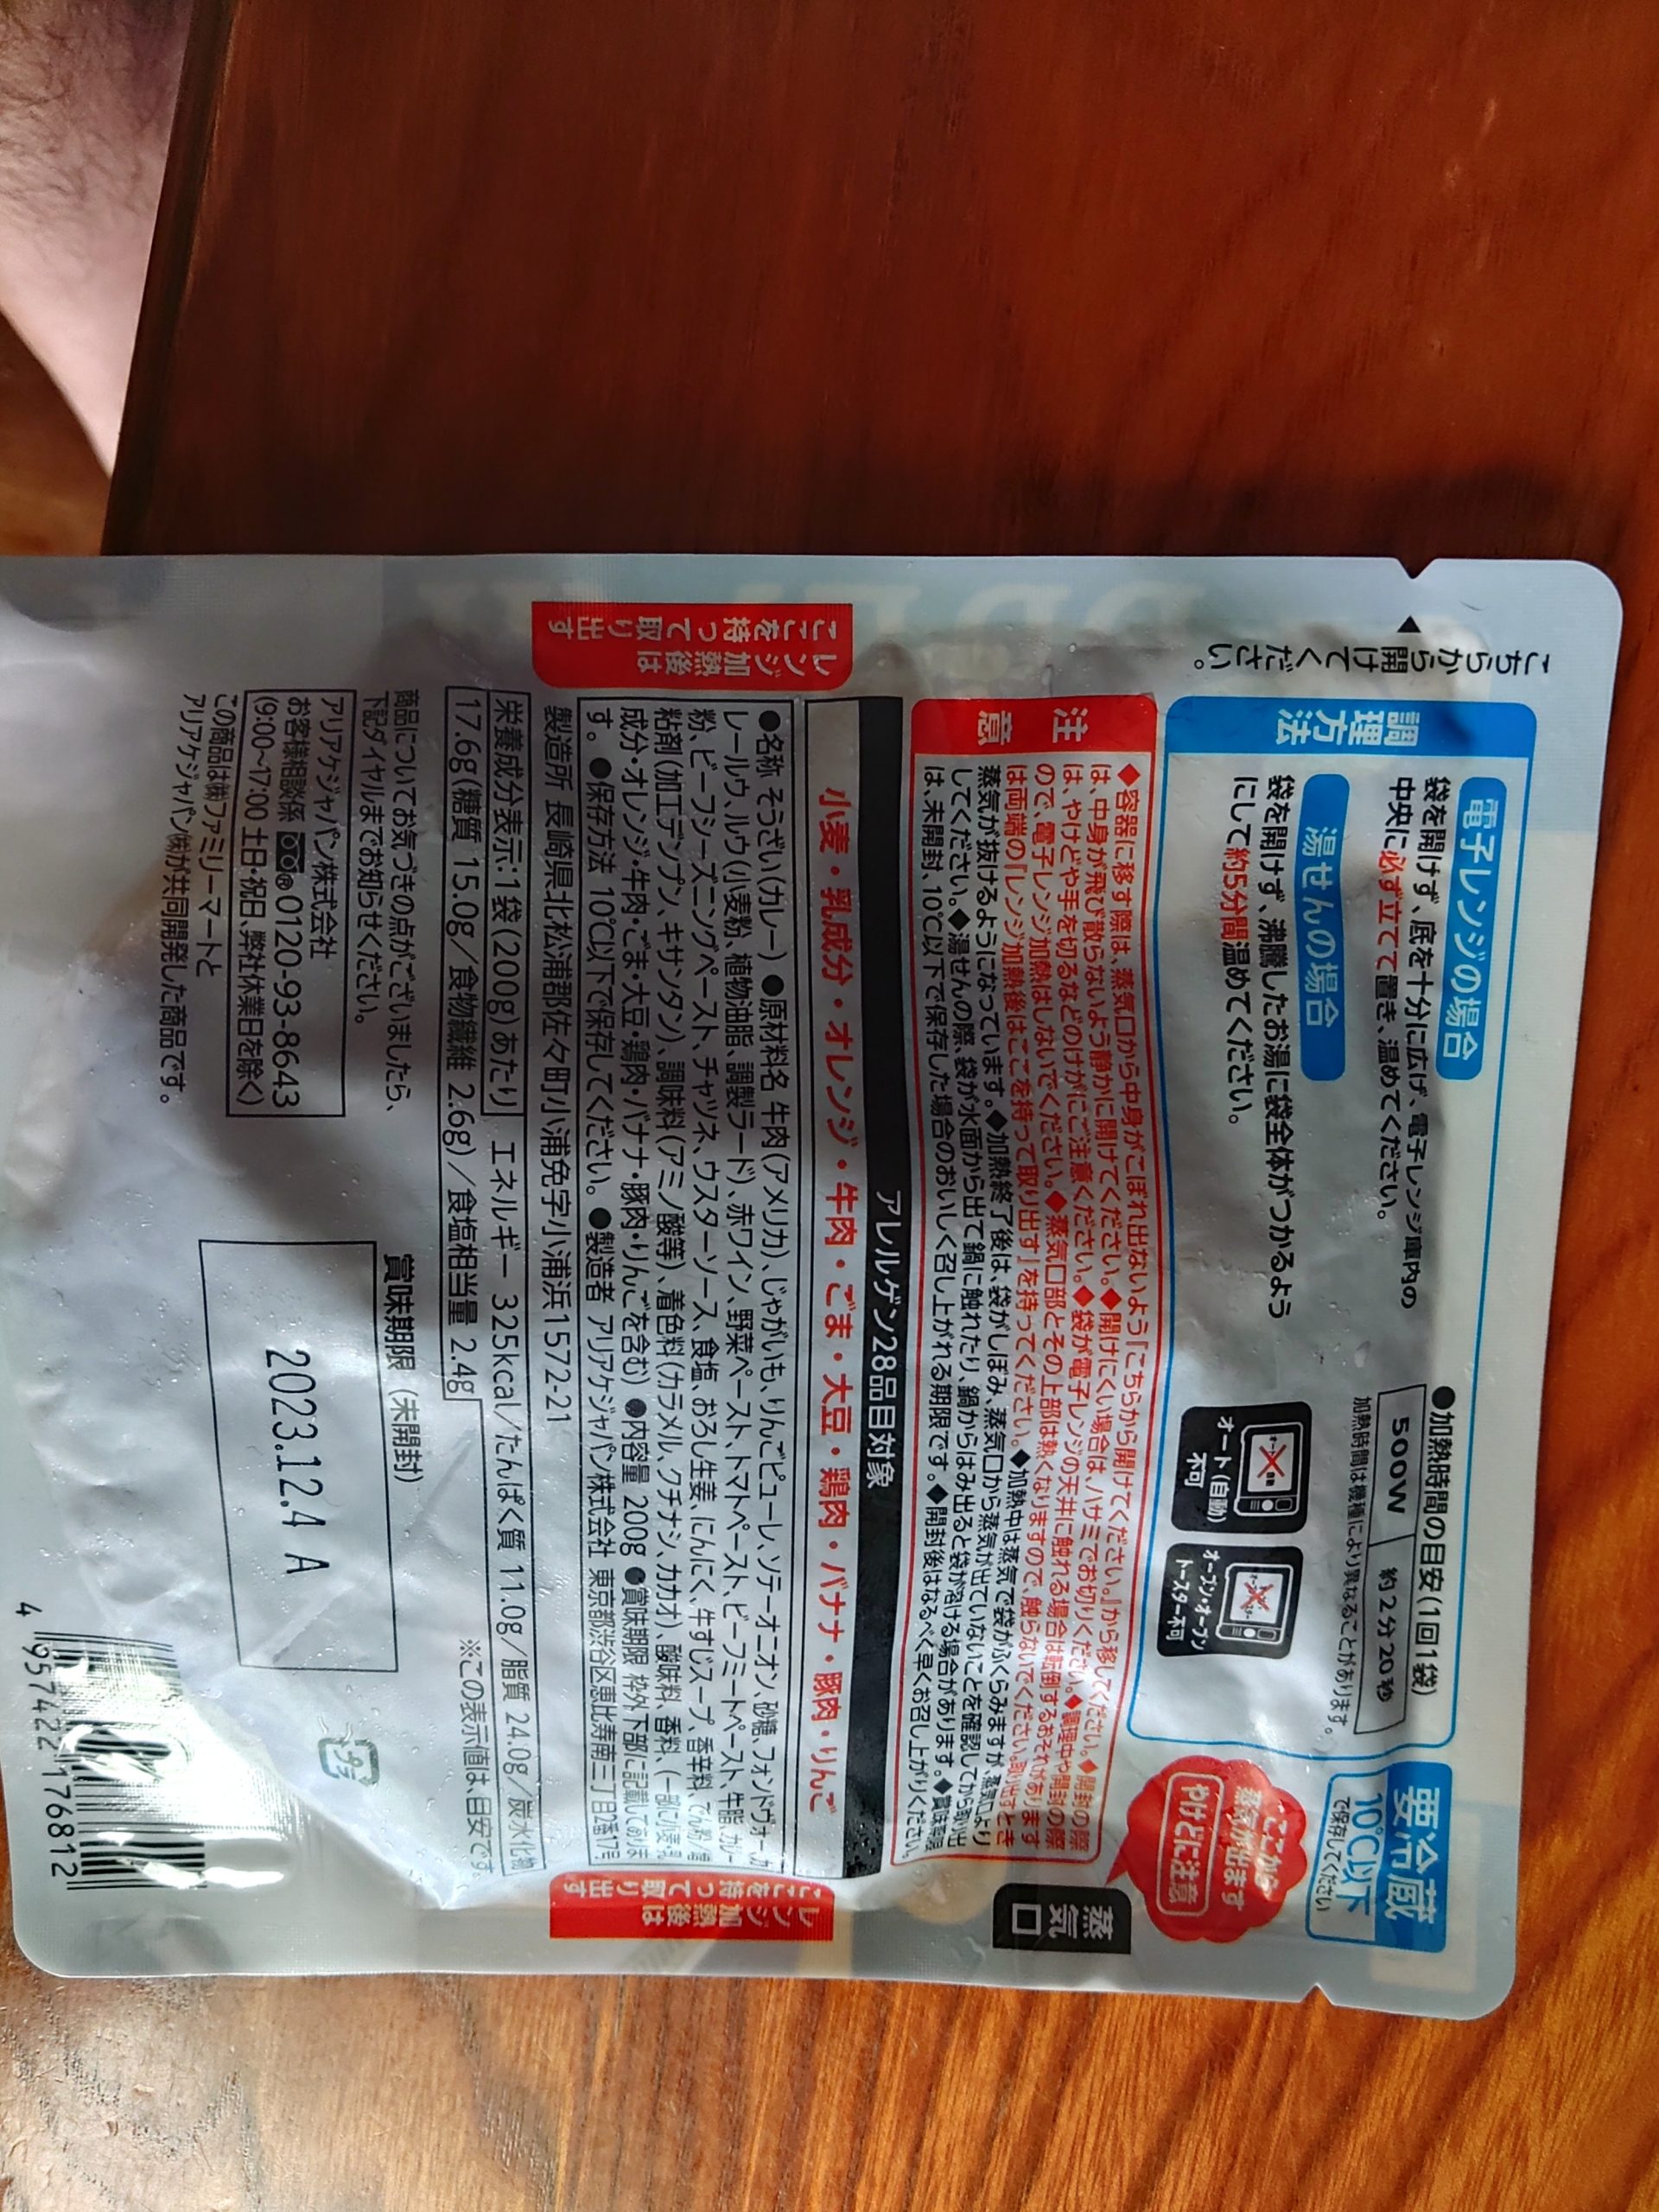 こちらから開けてください。
調理方法
電子レンジの場合
袋を開けず、底を十分に広げ、電子レンジ庫内の
中央に必ず立てて置き、温めてください。
湯せんの場合
袋を開けず、沸騰したお湯に袋全体がつかるよう
にして約5分間温めてください。
●加熱時間の目安(1回1袋)
500W 約2分20秒
加熱時間は機種により異なることがあります。
オート(自動)
不可
オーブン・オーブン
トースター不可
要冷蔵
10℃以下
で保存してください
ここから
蒸気が出ます
やけどに注意
蒸気口
注意
◆容器に移す際は、蒸気口から中身がこぼれ出ないよう「こちらから開けてください。」から移してください。◆開封の際
は、中身が飛び散らないよう静かに開けてください。◆開けにくい場合は、ハサミでお切りください。◆調理中や開封の際
は、やけどや手を切るなどのけがにご注意ください。◆袋が電子レンジの天井に触れる場合は転倒するおそれがあります
ので、電子レンジ加熱はしないでください。◆蒸気口部とその上部は熱くなりますので、触らないでください。取り出すとき
は両端の「レンジ加熱後はここを持って取り出す」を持ってください。◆加熱中は蒸気で袋がふくらみますが、蒸気口より
蒸気が抜けるようになっています。◆加熱終了後は、袋がしぼみ、蒸気口から蒸気が出ていないことを確認してから取り出
してください。◆湯せんの際、袋が水面から出て鍋に触れたり、鍋からはみ出ると袋が溶ける場合があります。◆賞味期限
は、未開封、10℃以下で保存した場合のおいしく召し上がれる期限です。◆開封後はなるべく早くお召し上がりください。
アレルゲン28品目対象
小麦・乳成分・オレンジ・牛肉・ごま・大豆・鶏肉・バナナ・豚肉・りんご
レンジ加熱後は
ここを持って取り出す
レンジ加熱後は
ここを持って取り出す
●名称 そうざい(カレー) ●原材料名 牛肉(アメリカ)、じゃがいも、りんごピューレ、ソテーオニオン、砂糖、フォンドヴォー、カ
レールウ、ルウ(小麦粉、植物油脂、調製ラード)、赤ワイン、野菜ペースト、トマトペースト、ビーフミートペースト、牛脂、カレー
粉、ビーフシーズニングペースト、チャツネ、ウスターソース、食塩、おろし生姜、にんにく、牛すじスープ、香辛料、でん粉/増
粘剤(加工デンプン、キサンタン)、調味料(アミノ酸等)、着色料(カラメル、クチナシ、カカオ)、酸味料、香料、(一部に小麦・乳
成分・オレンジ・牛肉・ごま・大豆・鶏肉・バナナ・豚肉・りんごを含む) ●内容量 200g ●賞味期限 枠外下部に記載してありま
す。 ●保存方法 10℃以下で保存してください。 ●製造者 アリアケジャパン株式会社 東京都渋谷区恵比寿南三丁目2番17号
製造所 長崎県北松浦郡佐々町小浦免字小浦浜1572-21
栄養成分表示:1袋(200g)あたり エネルギー 325kcal/たんぱく質 11.0g/脂質 24.0g/炭水化物
17.6g(糖質 15.0g/食物繊維 2.6g)/食塩相当量 2.4g
※この表示値は、目安です。
商品についてお気づきの点がございましたら、
下記ダイヤルまでお知らせください。
アリアケジャパン株式会社
お客様相談係 0120-93-8643
(9:00~17:00 土日・祝日、弊社休業日を除く)
この商品は(株)ファミリーマートと
アリアケジャパン(株)が共同開発した商品です。
賞味期限(未開封)
2023.12.4 A
プラ
4 957422 176812